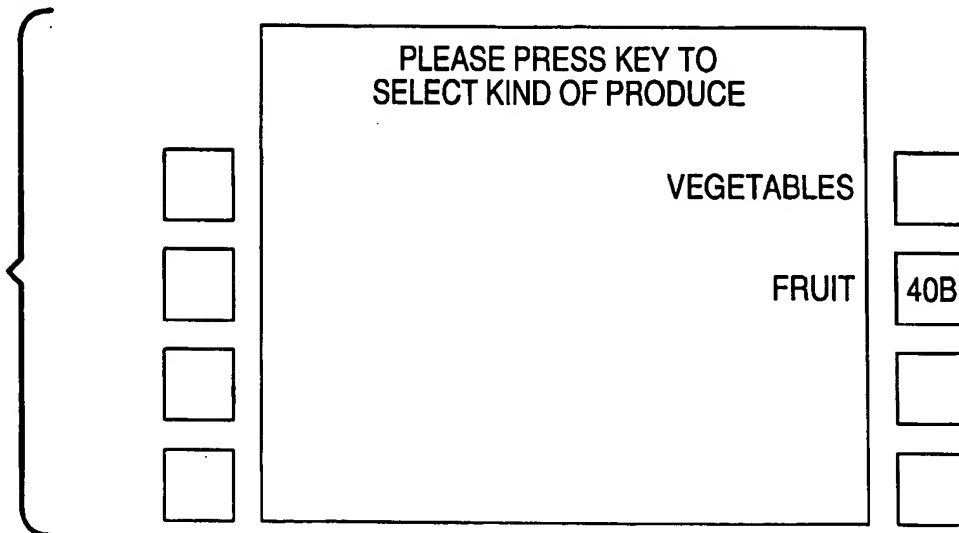 PLEASE PRESS KEY TO
SELECT KIND OF PRODUCE
VEGETABLES
FRUIT 40B